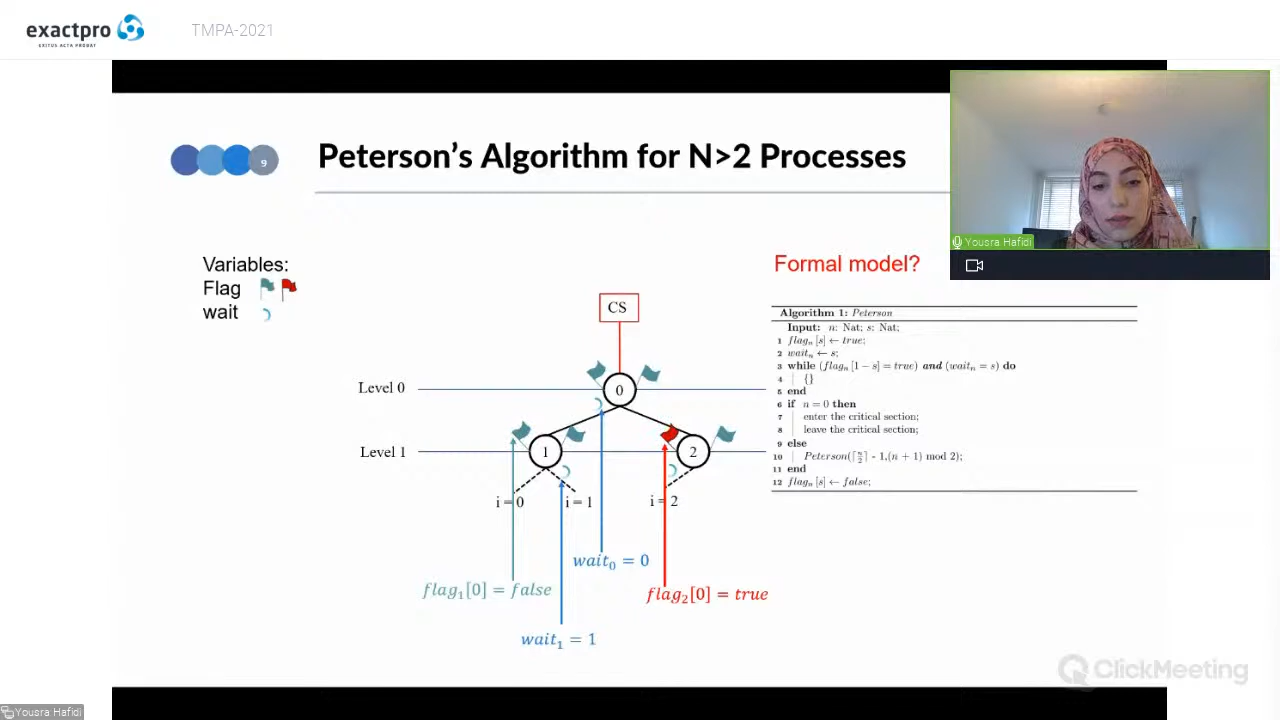 exactpro
EXITUS ACTA PROBAT
TMPA-2021
9
Peterson's Algorithm for N>2 Processes
Yousra Hafidi
Variables:
Flag
wait
Formal model?
CS
Level 0
0
Level 1
1
2
i = 0
i = 1
i = 2
wait₀ = 0
flag₁[0] = false
flag₂[0] = true
wait₁ = 1
Algorithm 1: Peterson
Input: n: Nat; s: Nat;
1 flagₙ [s] ← true;
2 waitₙ ← s;
3 while (flagₙ [1 − s] = true) and (waitₙ = s) do
4 | {}
5 end
6 if n = 0 then
7 | enter the critical section;
8 | leave the critical section;
9 else
10 | Peterson(⌈n/2⌉ - 1,(n + 1) mod 2);
11 end
12 flagₙ [s] ← false;
ClickMeeting
Yousra Hafidi